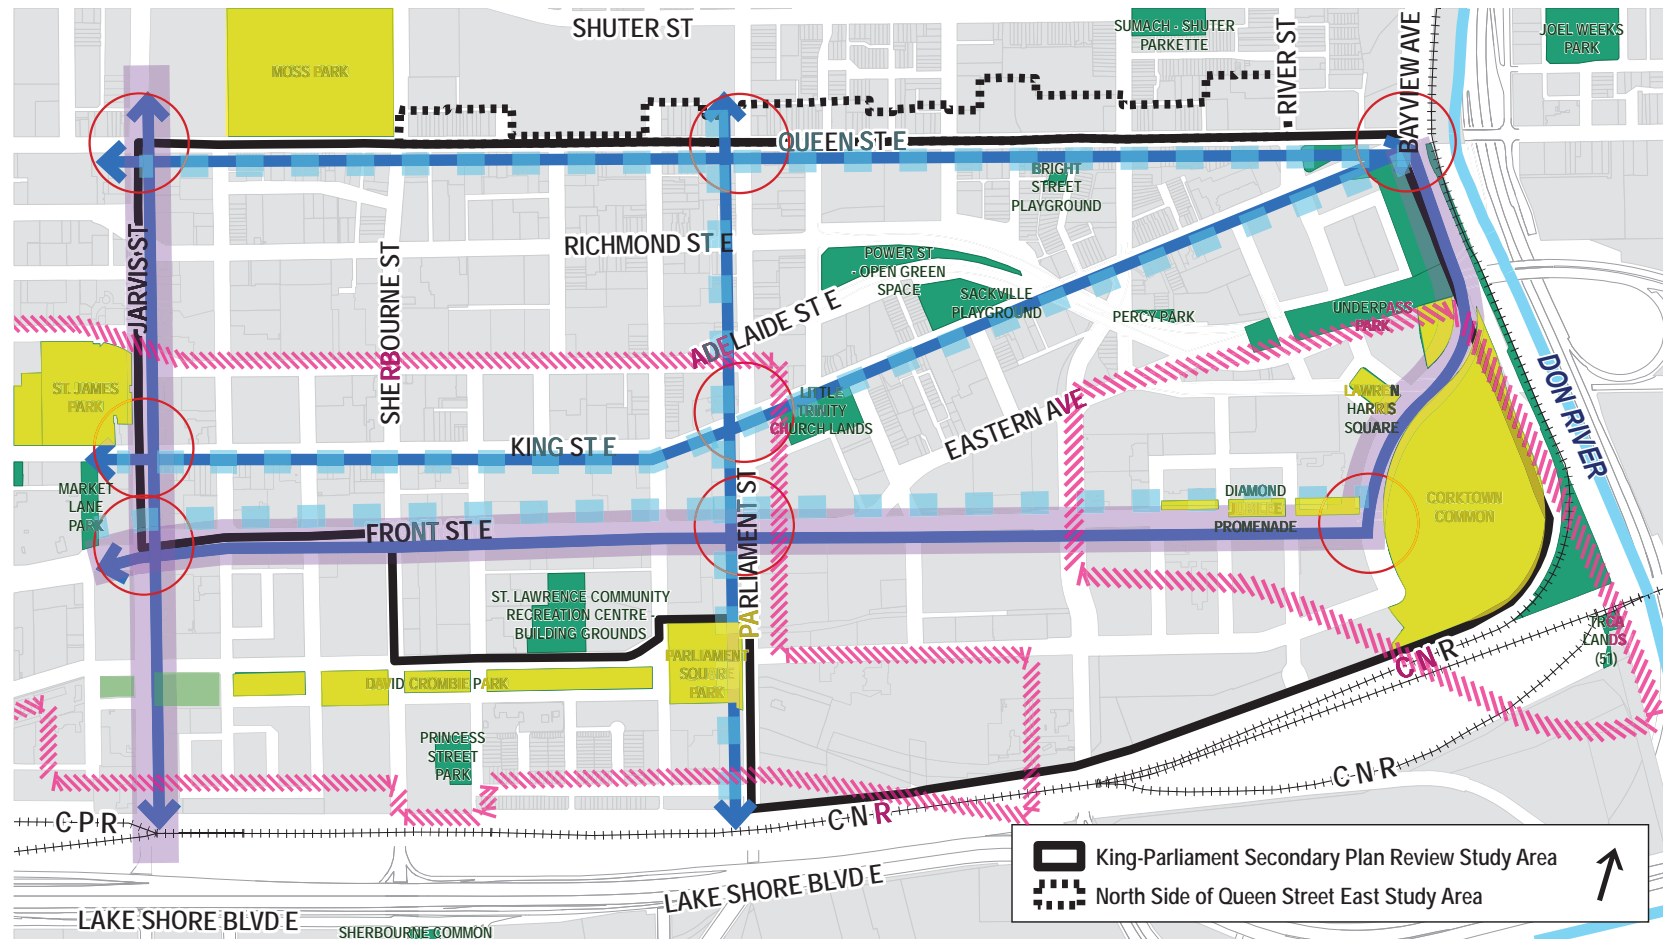 SHUTER ST
SUMACH - SHUTER
PARKETTE
RIVER ST
BAYVIEW AVE
JOEL WEEKS
PARK
MOSS PARK
QUEEN ST E
BRIGHT
STREET
PLAYGROUND
JARVIS ST
SHERBOURNE ST
RICHMOND ST E
POWER ST
- OPEN GREEN
SPACE
SACKVILLE
PLAYGROUND
ADELAIDE ST E
PERCY PARK
UNDERPASS
PARK
ST. JAMES
PARK
LITTLE
TRINITY
CHURCH LANDS
EASTERN AVE
LAWREN
HARRIS
SQUARE
DON RIVER
KING ST E
MARKET
LANE
PARK
PARLIAMENT ST
DIAMOND
JUBILEE
PROMENADE
CORKTOWN
COMMON
FRONT ST E
ST. LAWRENCE COMMUNITY
RECREATION CENTRE -
BUILDING GROUNDS
TRCA
LANDS
(51)
PARLIAMENT
SQUARE
PARK
DAVID CROMBIE PARK
C N R
PRINCESS
STREET
PARK
C N R
C P R
C N R
LAKE SHORE BLVD E
LAKE SHORE BLVD E
SHERBOURNE COMMON
King-Parliament Secondary Plan Review Study Area
North Side of Queen Street East Study Area